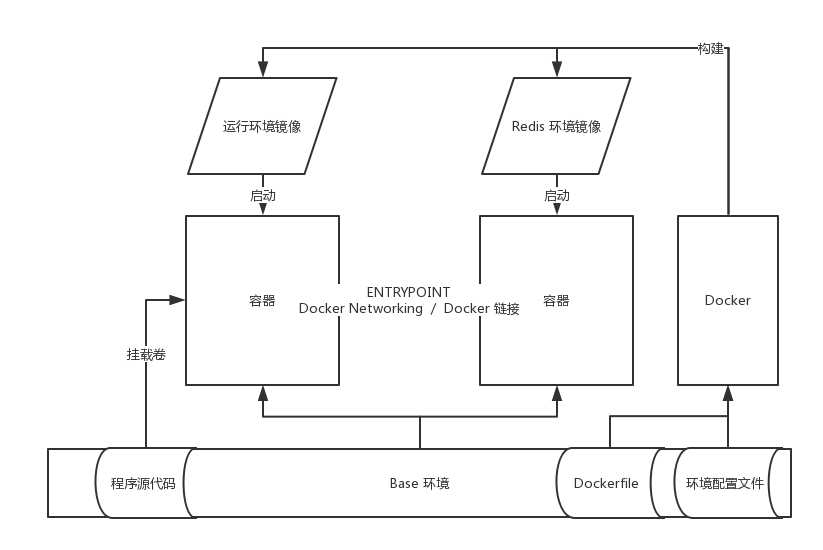 构建
运行环境镜像
Redis 环境镜像
启动
启动
容器
ENTRYPOINT
Docker Networking / Docker 链接
容器
Docker
挂载卷
程序源代码
Base 环境
Dockerfile
环境配置文件